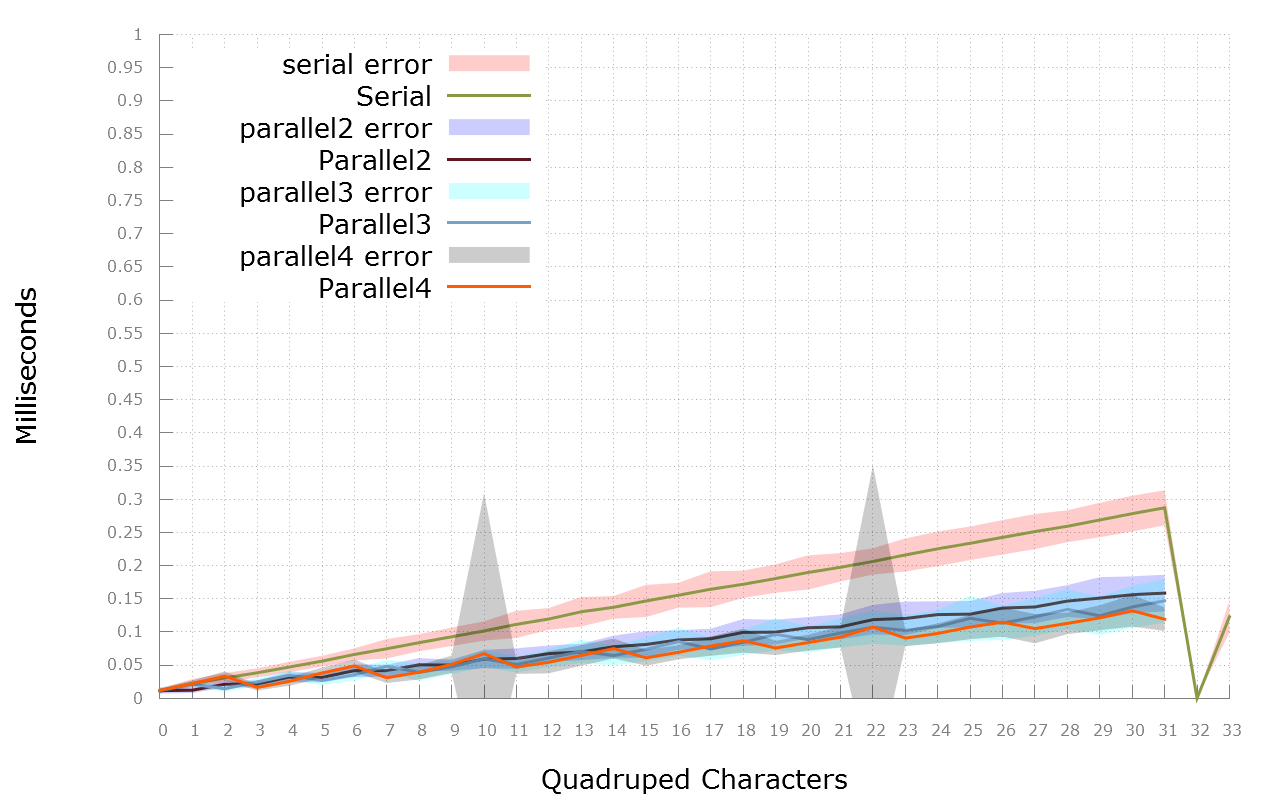 1
0.95
0.9
0.85
0.8
0.75
0.7
0.65
0.6
0.55
0.5
0.45
0.4
0.35
0.3
0.25
0.2
0.15
0.1
0.05
0
Milliseconds
serial error
Serial
parallel2 error
Parallel2
parallel3 error
Parallel3
parallel4 error
Parallel4
0 1 2 3 4 5 6 7 8 9 10 11 12 13 14 15 16 17 18 19 20 21 22 23 24 25 26 27 28 29 30 31 32 33
Quadruped Characters